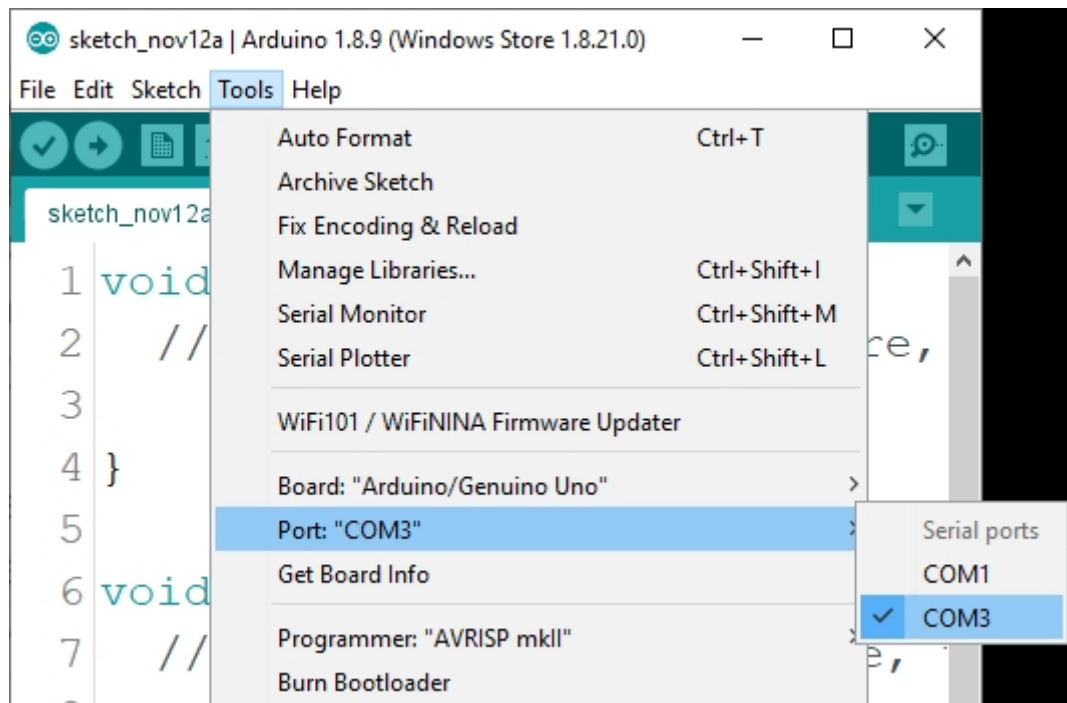 sketch_nov12a | Arduino 1.8.9 (Windows Store 1.8.21.0)
File Edit Sketch Tools Help
sketch_nov12a
Auto Format Ctrl+T
Archive Sketch
Fix Encoding & Reload
Manage Libraries... Ctrl+Shift+I
Serial Monitor Ctrl+Shift+M
Serial Plotter Ctrl+Shift+L
WiFi101 / WiFiNINA Firmware Updater
Board: "Arduino/Genuino Uno"
Port: "COM3"
Get Board Info
Programmer: "AVRISP mkII"
Burn Bootloader
Serial ports
COM1
COM3
1 void
2 // re,
3
4 }
5
6 void
7 // e,